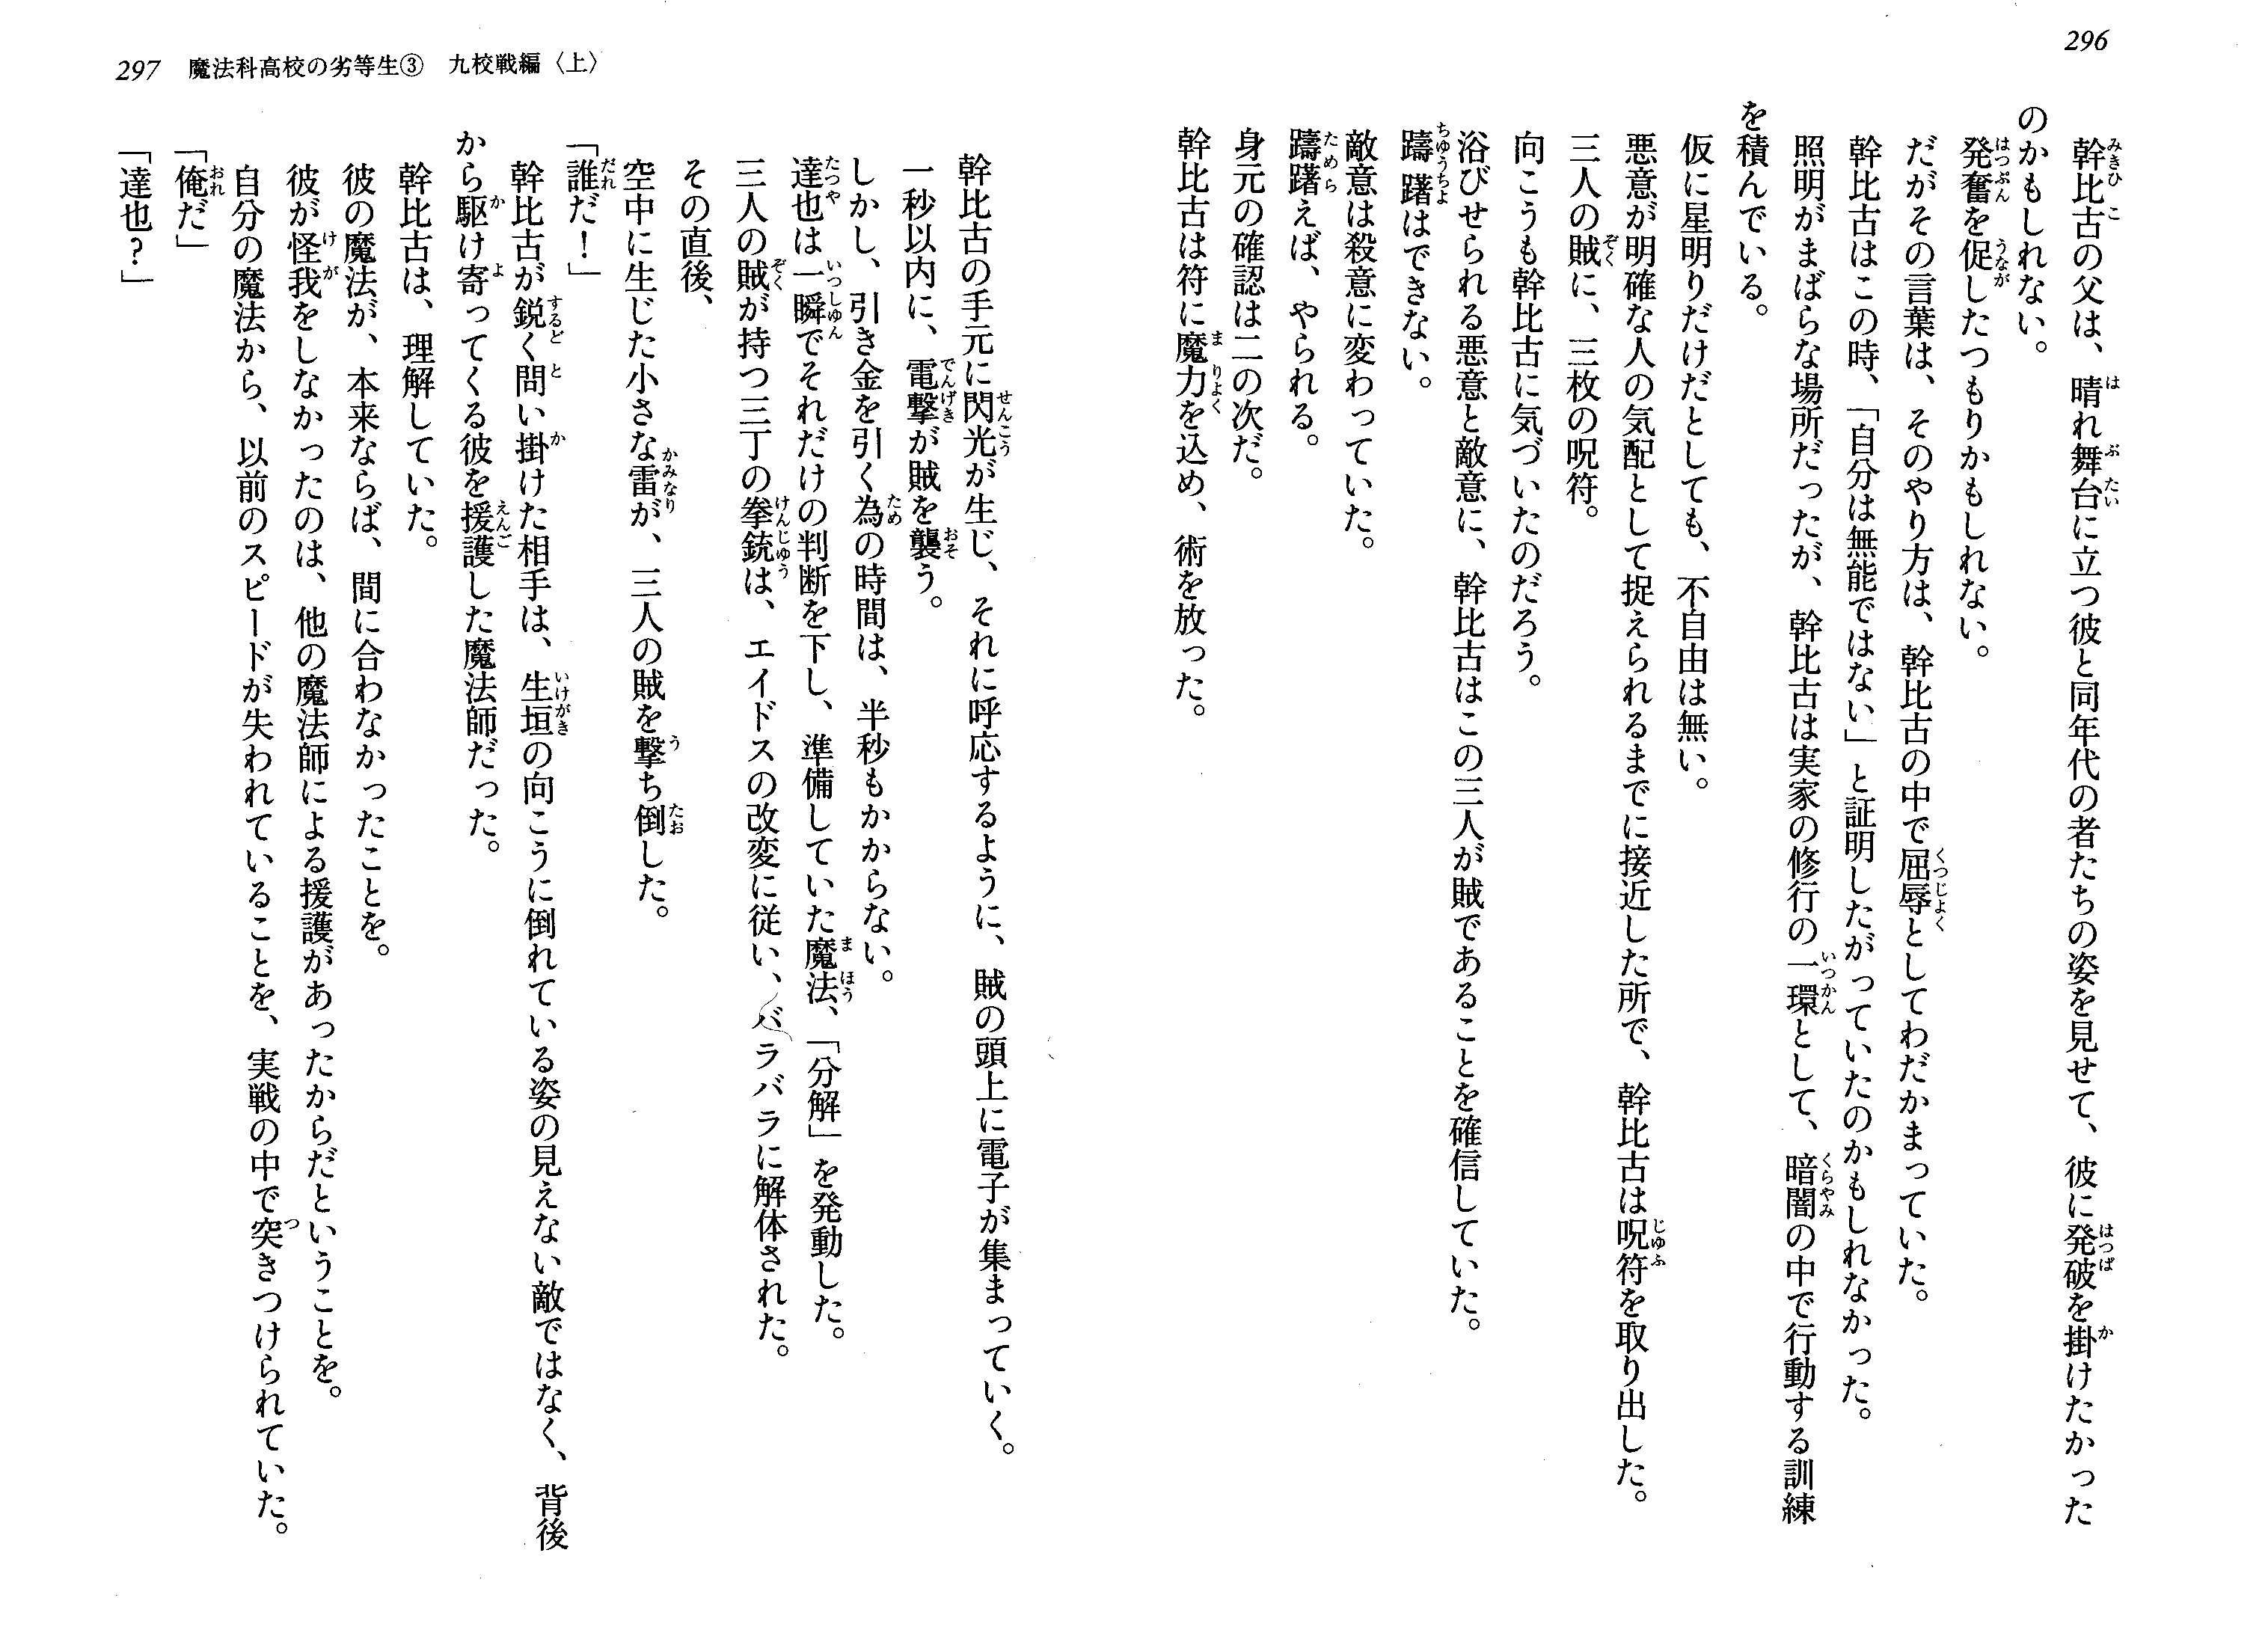 296
幹比古の父は、晴れ舞台に立つ彼と同年代の者たちの姿を見せて、彼に発破を掛けたかった
のかもしれない。
発奮を促したつもりかもしれない。
だがその言葉は、そのやり方は、幹比古の中で屈辱としてわだかまっていた。
幹比古はこの時、「自分は無能ではない」と証明したがっていたのかもしれなかった。
照明がまばらな場所だったが、幹比古は実家の修行の一環として、暗闇の中で行動する訓練
を積んでいる。
仮に星明りだけだとしても、不自由は無い。
悪意が明確な人の気配として捉えられるまでに接近した所で、幹比古は呪符を取り出した。
三人の賊に、三枚の呪符。
向こうも幹比古に気づいたのだろう。
浴びせられる悪意と敵意に、幹比古はこの三人が賊であることを確信していた。
躊躇はできない。
敵意は殺意に変わっていた。
躊躇えば、やられる。
身元の確認は二の次だ。
幹比古は符に魔力を込め、術を放った。
297 魔法科高校の劣等生③ 九校戦編〈上〉
幹比古の手元に閃光が生じ、それに呼応するように、賊の頭上に電子が集まっていく。
一秒以内に、電撃が賊を襲う。
しかし、引き金を引く為の時間は、半秒もかからない。
達也は一瞬でそれだけの判断を下し、準備していた魔法、「分解」を発動した。
三人の賊が持つ三丁の拳銃は、エイドスの改変に従い、バラバラに解体された。
その直後、
空中に生じた小さな雷が、三人の賊を撃ち倒した。
「誰だ！」
幹比古が鋭く問い掛けた相手は、生垣の向こうに倒れている姿の見えない敵ではなく、背後
から駆け寄ってくる彼を援護した魔法師だった。
幹比古は、理解していた。
彼の魔法が、本来ならば、間に合わなかったことを。
彼が怪我をしなかったのは、他の魔法師による援護があったからだということを。
自分の魔法から、以前のスピードが失われていることを、実戦の中で突きつけられていた。
「俺だ」
「達也？」